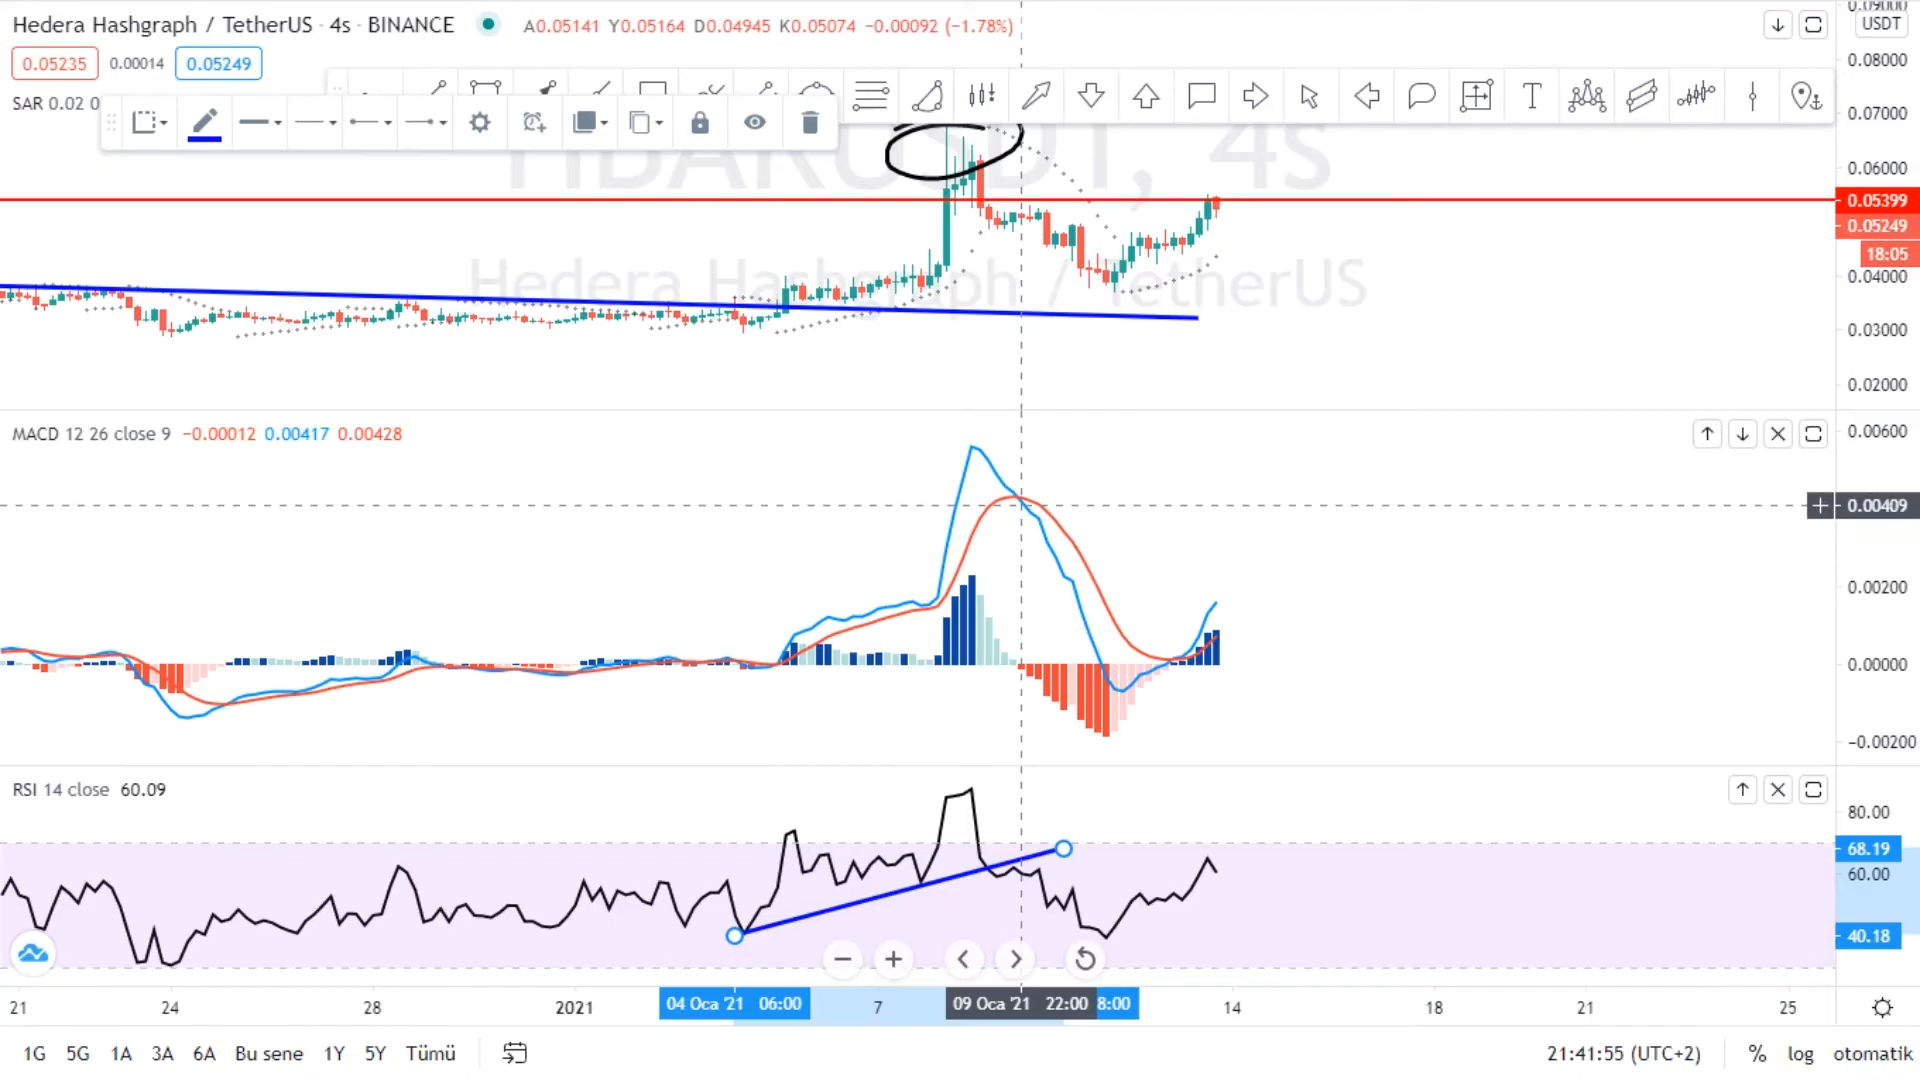 Hedera Hashgraph / TetherUS · 4s · BINANCE A0.05141 Y0.05164 D0.04945 K0.05074 −0.00092 (−1.78%)
0.05235 0.00014 0.05249
SAR 0.02 0
HBARUSDT, 4s
Hedera Hashgraph / TetherUS
0.09000
USDT
0.08000
0.07000
0.06000
0.05399
0.05249
18:05
0.04000
0.03000
0.02000
MACD 12 26 close 9 −0.00012 0.00417 0.00428
0.00600
0.00409
0.00200
0.00000
−0.00200
RSI 14 close 60.09
80.00
68.19
60.00
40.18
21 24 28 2021 04 Oca '21 06:00 7 09 Oca '21 22:00 8:00 14 18 21 25
1G 5G 1A 3A 6A Bu sene 1Y 5Y Tümü 21:41:55 (UTC+2) % log otomatik